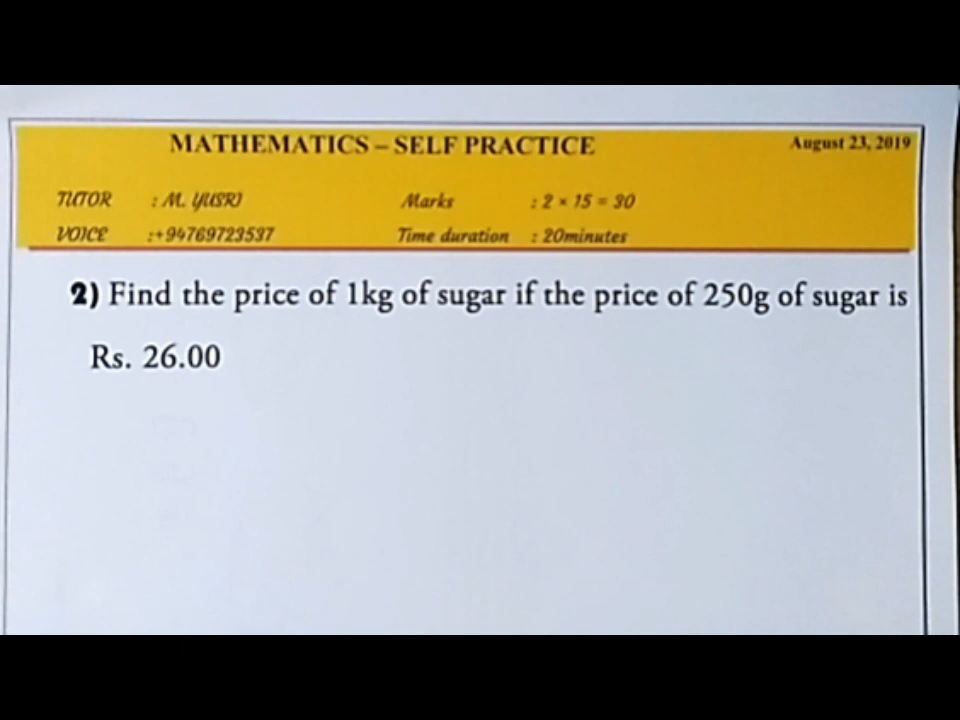 MATHEMATICS – SELF PRACTICE August 23, 2019
TUTOR : M. YUSRI Marks : 2 × 15 = 30
VOICE :+94769723537 Time duration : 20minutes
2) Find the price of 1kg of sugar if the price of 250g of sugar is
Rs. 26.00